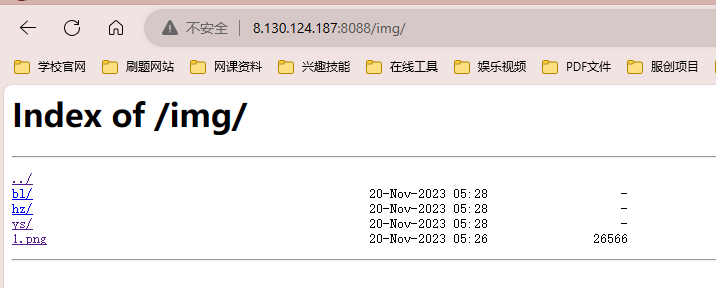 不安全 8.130.124.187:8088/img/
学校官网 刷题网站 网课资料 兴趣技能 在线工具 娱乐视频 PDF文件 服创项目
Index of /img/
../
bl/ 20-Nov-2023 05:28 -
hz/ 20-Nov-2023 05:28 -
ys/ 20-Nov-2023 05:28 -
1.png 20-Nov-2023 05:26 26566